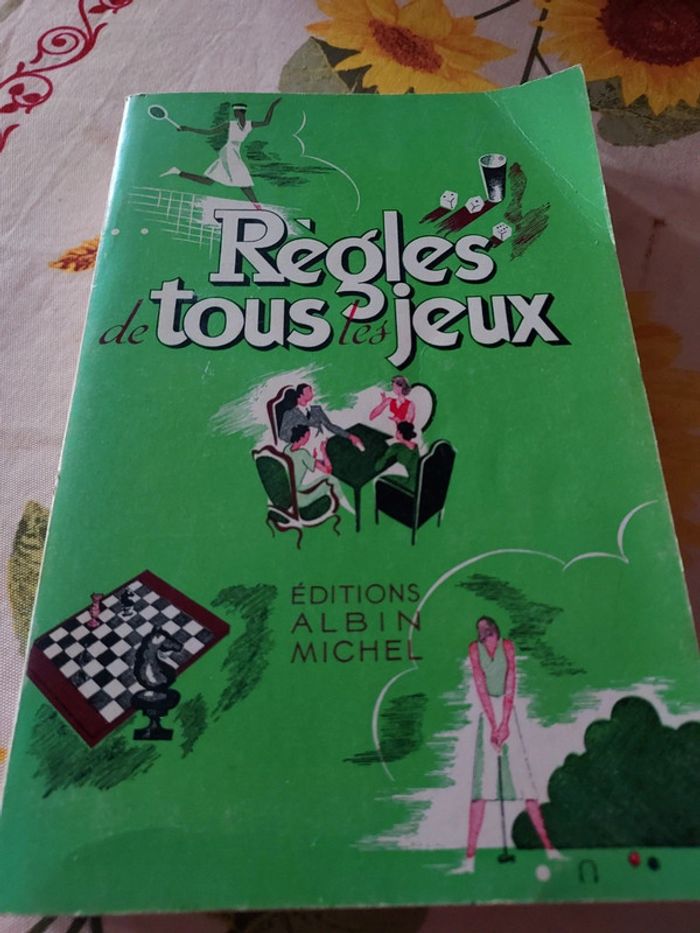 Règles
de tous les jeux
ÉDITIONS
ALBIN
MICHEL